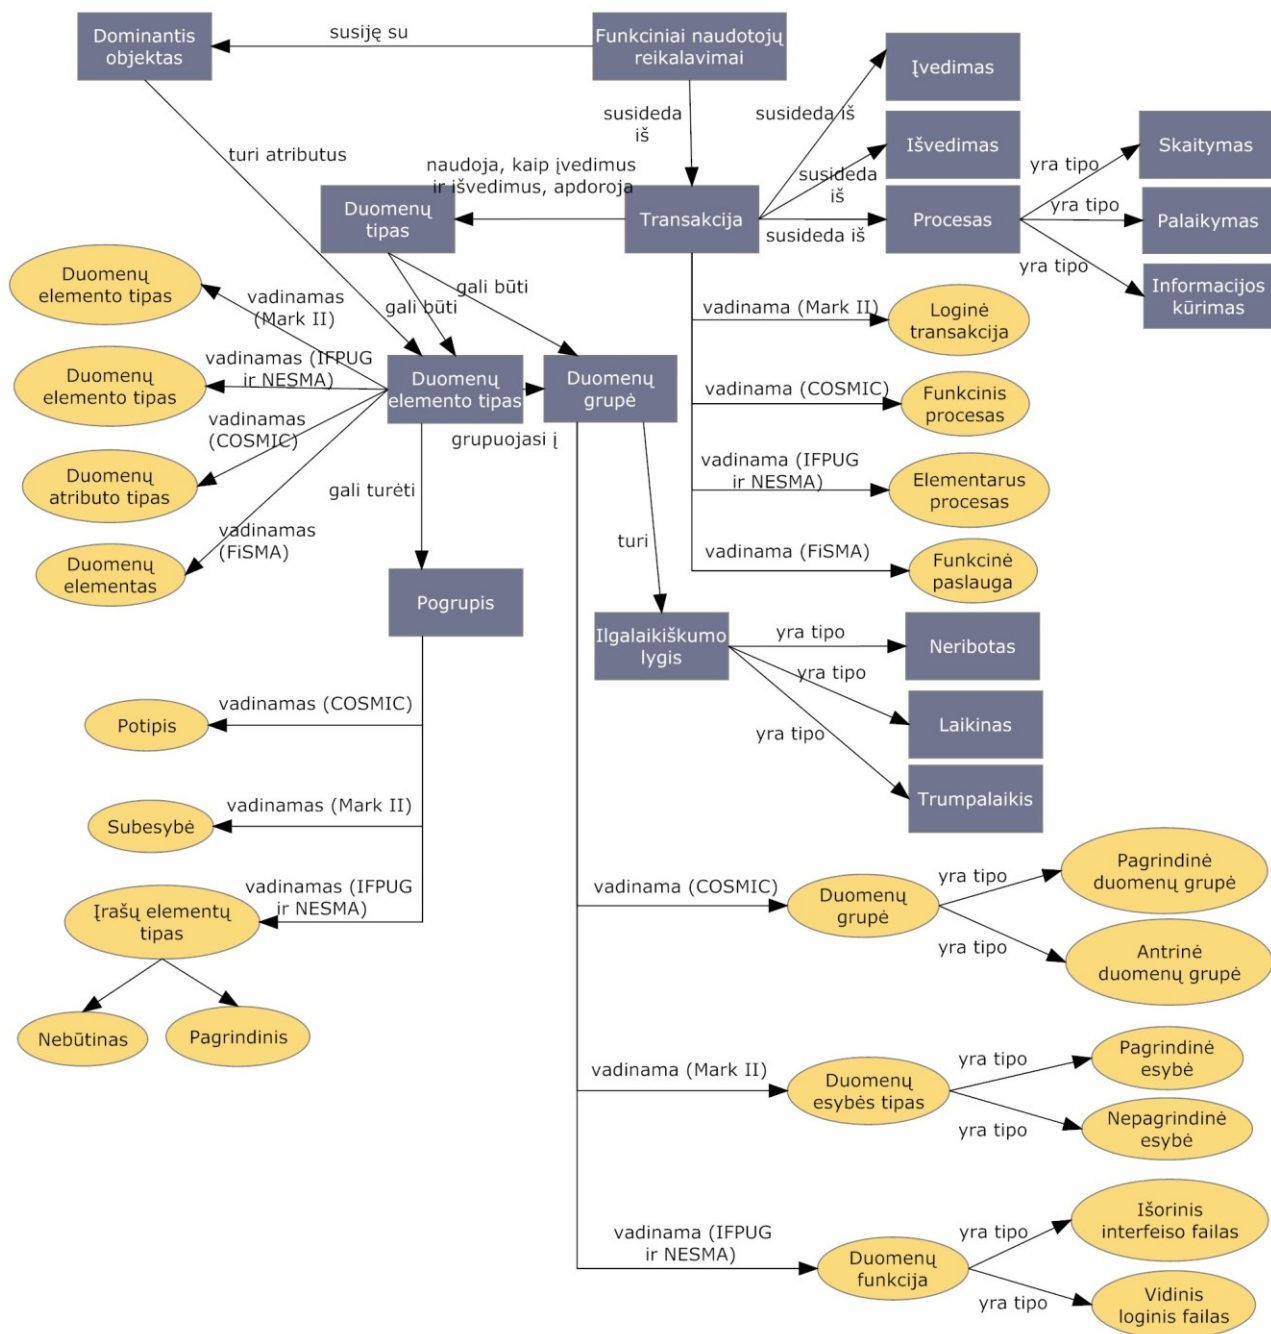 Dominantis
objektas
susiję su
Funkciniai naudotojų
reikalavimai
Įvedimas
susideda
iš
susideda iš
turi atributus
naudoja, kaip įvedimus
ir išvedimus, apdoroja
Išvedimas
susideda
iš
yra tipo
Skaitymas
Duomenų
tipas
Transakcija
susideda iš
Procesas
yra tipo
Palaikymas
yra tipo
Informacijos
kūrimas
Duomenų
elemento tipas
vadinamas
(Mark II)
gali būti
gali būti
vadinama (Mark II)
Loginė
transakcija
Duomenų
elemento tipas
vadinamas (IFPUG
ir NESMA)
Duomenų
elemento tipas
Duomenų
grupė
vadinama (COSMIC)
Funkcinis
procesas
vadinamas
(COSMIC)
grupuojasi į
Duomenų
atributo tipas
gali turėti
vadinama (IFPUG
ir NESMA)
Elementarus
procesas
vadinamas
(FiSMA)
turi
Duomenų
elementas
vadinama (FiSMA)
Funkcinė
paslauga
Pogrupis
Ilgalaikiškumo
lygis
yra tipo
Neribotas
yra tipo
Laikinas
yra tipo
Trumpalaikis
vadinamas (COSMIC)
Potipis
vadinamas (Mark II)
Subesybė
vadinamas (IFPUG
ir NESMA)
Įrašų elementų
tipas
Nebūtinas
Pagrindinis
vadinama (COSMIC)
Duomenų
grupė
yra tipo
Pagrindinė
duomenų grupė
yra tipo
Antrinė
duomenų grupė
vadinama (Mark II)
Duomenų
esybės tipas
yra tipo
Pagrindinė
esybė
yra tipo
Nepagrindinė
esybė
vadinama (IFPUG
ir NESMA)
Duomenų
funkcija
yra tipo
Išorinis
interfeiso failas
yra tipo
Vidinis
loginis failas